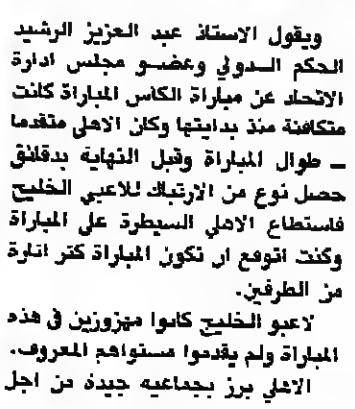 ويقول الاستاذ عبد العزيز الرشيد
الحكم الدولي وعضو مجلس ادارة
الاتحاد عن مباراة الكاس المباراة كانت
متكافئة منذ بدايتها وكان الاهلي متقدما
ــ طوال المباراة وقبل النهاية بدقائق
حصل نوع من الارتباك للاعبي الخليج
فاستطاع الاهلي السيطرة على المباراة
وكنت اتوقع ان تكون المباراة اكثر اثارة
من الطرفين.
لاعبو الخليج كانوا مهزوزين في هذه
المباراة ولم يقدموا مستواهم المعروف.
الاهلي برز بجماعيه جيدة من اجل